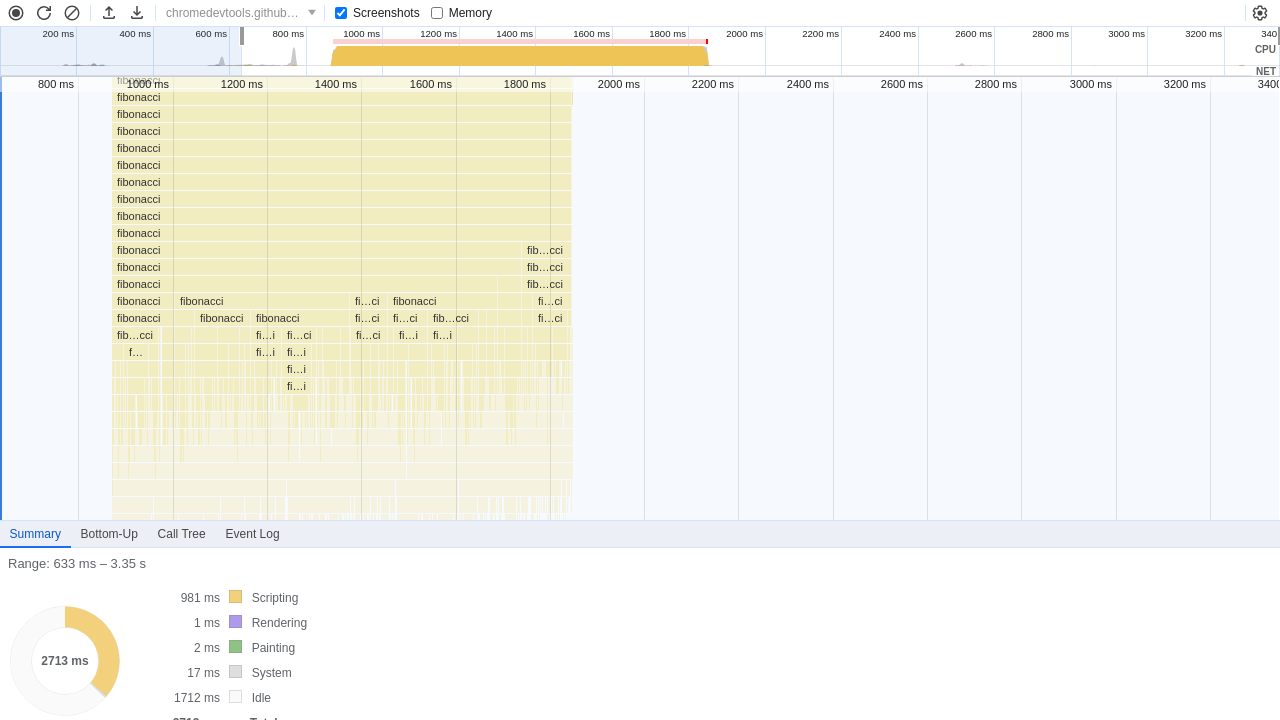 chromedevtools.github… Screenshots Memory
200 ms 400 ms 600 ms 800 ms 1000 ms 1200 ms 1400 ms 1600 ms 1800 ms 2000 ms 2200 ms 2400 ms 2600 ms 2800 ms 3000 ms 3200 ms 340
CPU
NET
fibonacci
800 ms 1000 ms 1200 ms 1400 ms 1600 ms 1800 ms 2000 ms 2200 ms 2400 ms 2600 ms 2800 ms 3000 ms 3200 ms 3400
fibonacci
fibonacci
fibonacci
fibonacci
fibonacci
fibonacci
fibonacci
fibonacci
fibonacci
fibonacci fib…cci
fibonacci fib…cci
fibonacci fib…cci
fibonacci fibonacci fi…ci fibonacci fi…ci
fibonacci fibonacci fibonacci fi…ci fi…ci fib…cci fi…ci
fib…cci fi…i fi…ci fi…ci fi…i fi…i
f… fi…i fi…i
fi…i
fi…i
Summary Bottom-Up Call Tree Event Log
Range: 633 ms – 3.35 s
981 ms Scripting
1 ms Rendering
2 ms Painting
17 ms System
1712 ms Idle
2713 ms